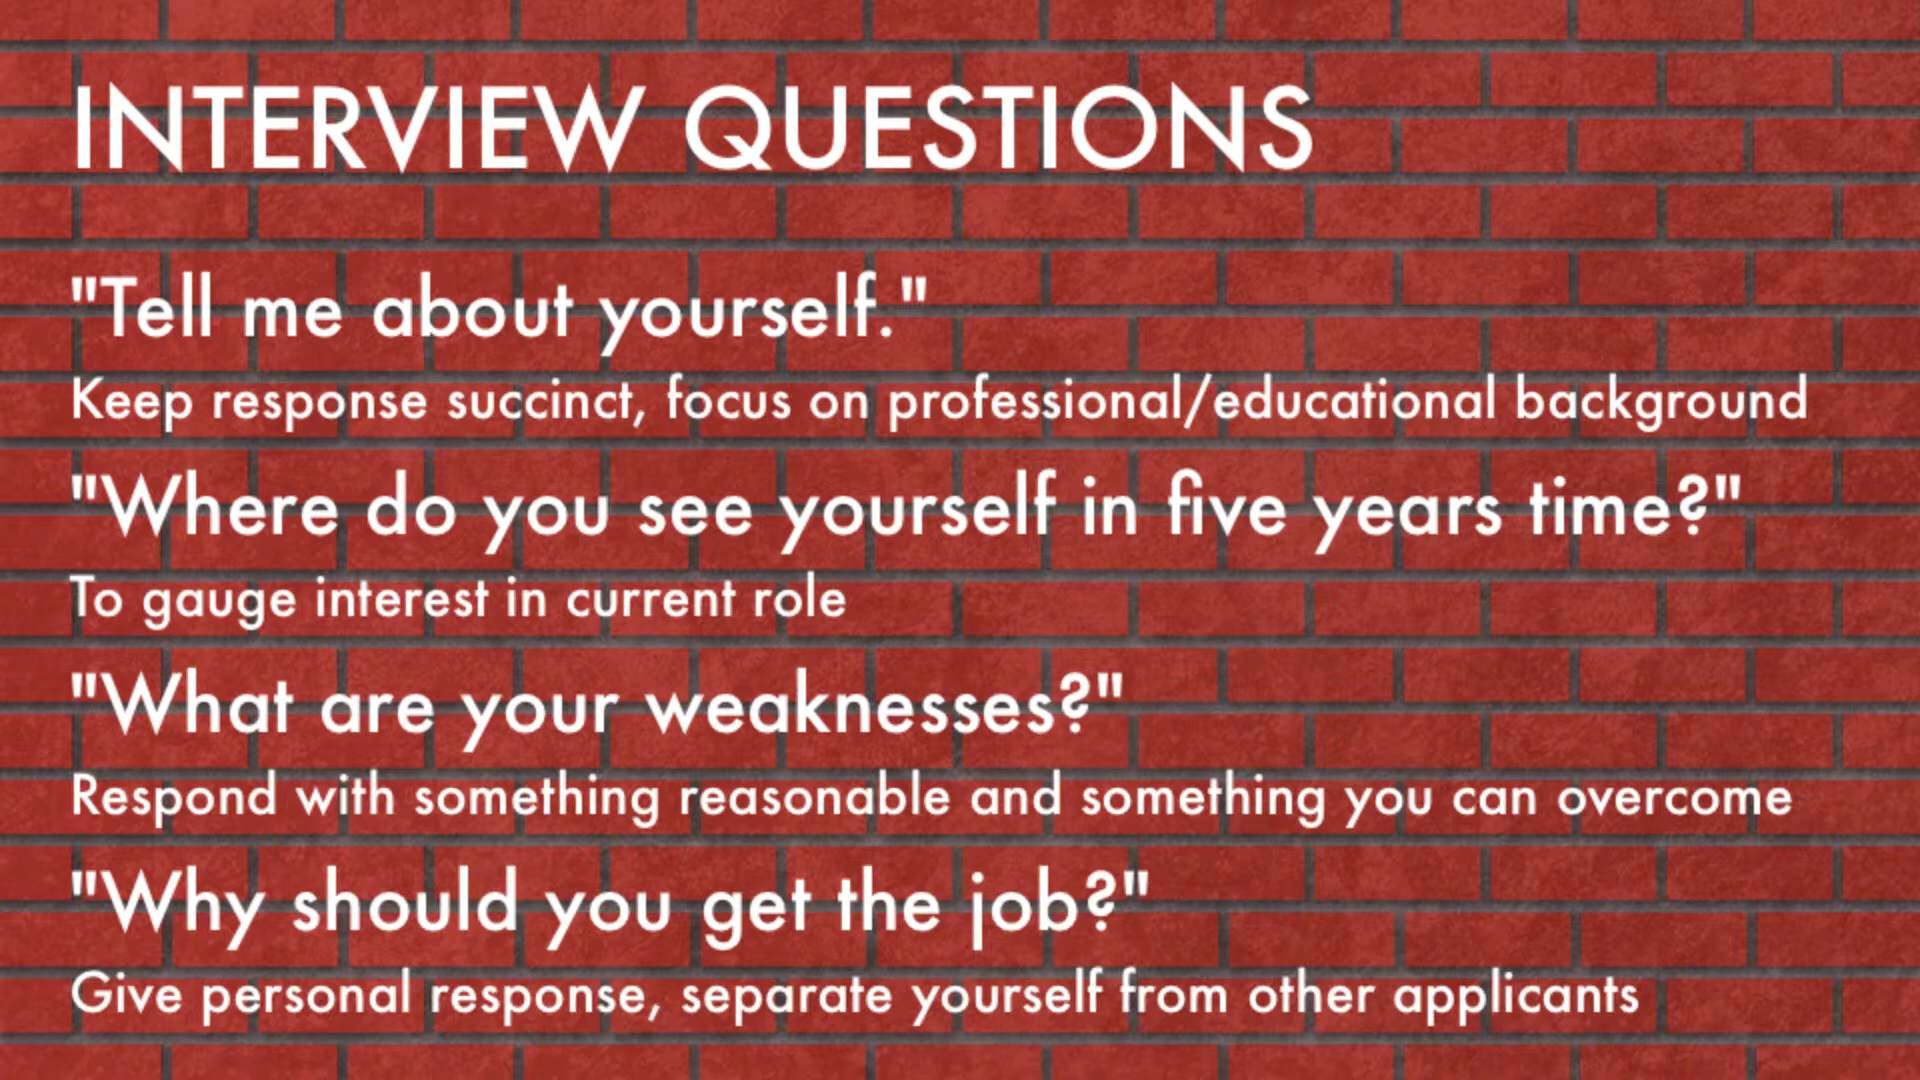 INTERVIEW QUESTIONS
"Tell me about yourself."
Keep response succinct, focus on professional/educational background
"Where do you see yourself in five years time?"
To gauge interest in current role
"What are your weaknesses?"
Respond with something reasonable and something you can overcome
"Why should you get the job?"
Give personal response, separate yourself from other applicants